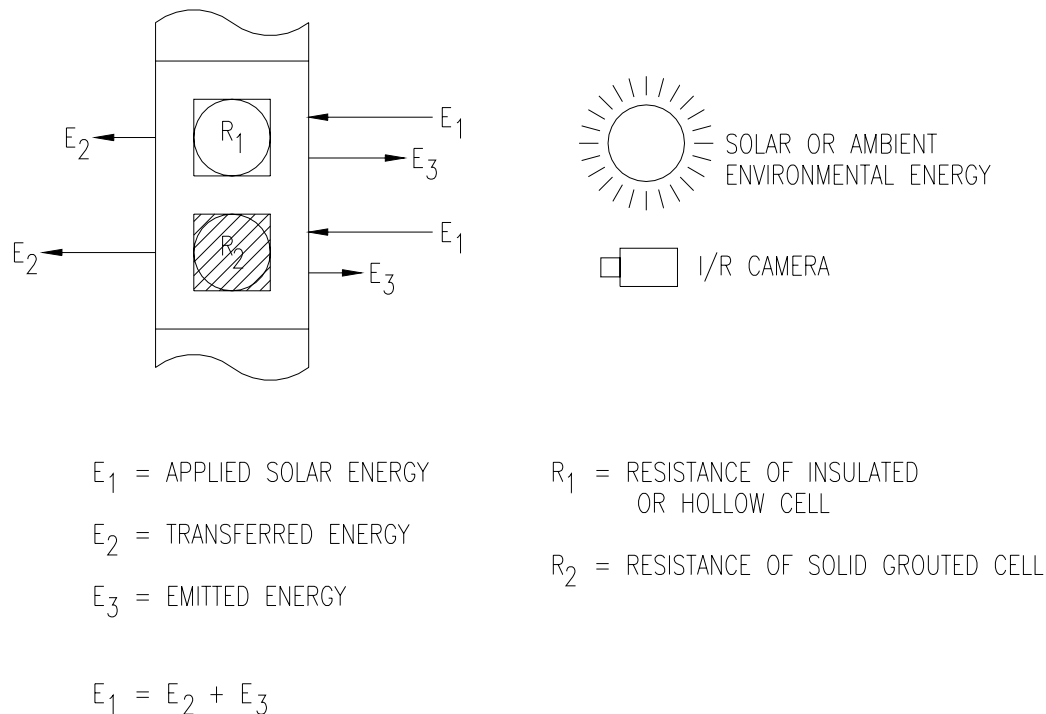 R₁
E₂
E₁
E₃
R₂
E₂
E₁
E₃
SOLAR OR AMBIENT
ENVIRONMENTAL ENERGY
I/R CAMERA
E₁ = APPLIED SOLAR ENERGY
E₂ = TRANSFERRED ENERGY
E₃ = EMITTED ENERGY
E₁ = E₂ + E₃
R₁ = RESISTANCE OF INSULATED
OR HOLLOW CELL
R₂ = RESISTANCE OF SOLID GROUTED CELL